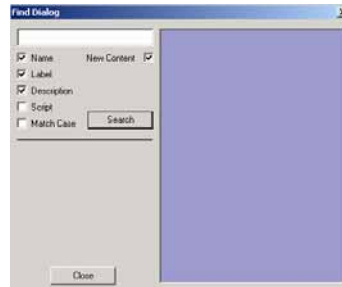 Find Dialog
Name New Content
Label
Description
Script
Match Case Search
Close